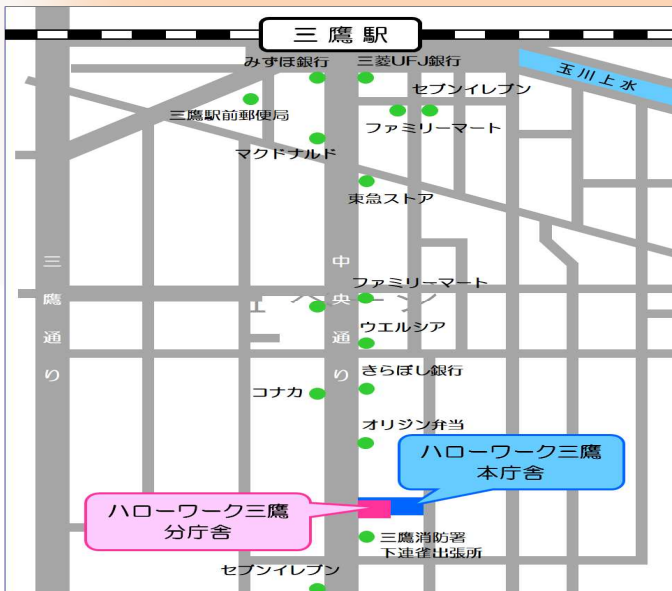 三鷹駅
みずほ銀行
三菱UFJ銀行
玉川上水
セブンイレブン
三鷹駅前郵便局
ファミリーマート
マクドナルド
東急ストア
三鷹通り
中央通り
ファミリーマート
ウエルシア
きらぼし銀行
コナカ
オリジン弁当
ハローワーク三鷹
本庁舎
ハローワーク三鷹
分庁舎
三鷹消防署
下連雀出張所
セブンイレブン